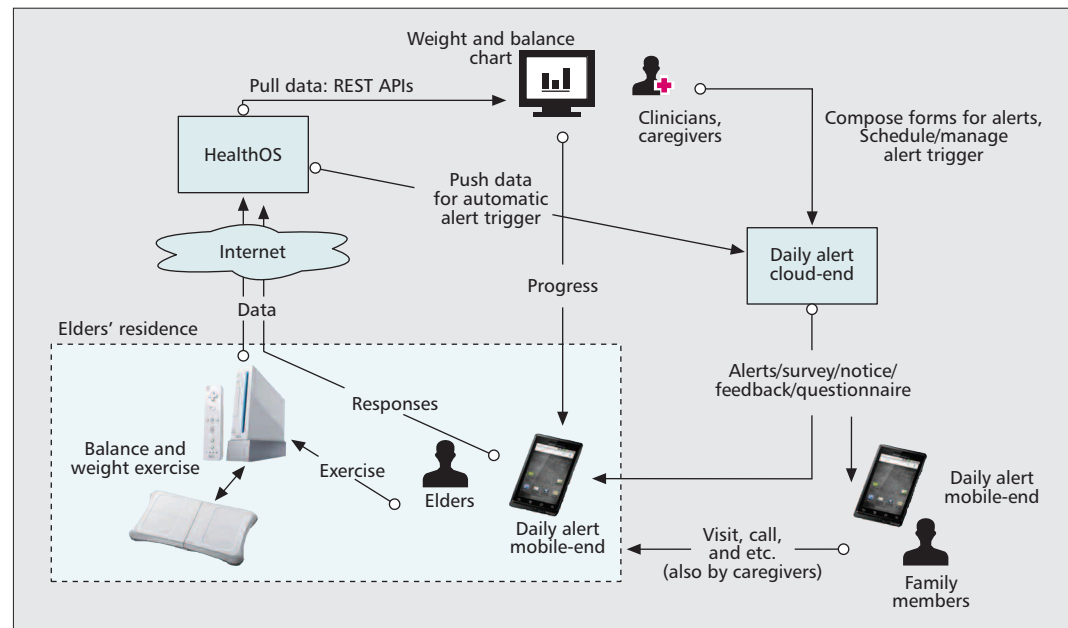 Weight and balance
chart
Pull data: REST APIs
Clinicians,
caregivers
Compose forms for alerts,
Schedule/manage
alert trigger
HealthOS
Push data
for automatic
alert trigger
Internet
Daily alert
cloud-end
Progress
Data
Elders’ residence
Alerts/survey/notice/
feedback/questionnaire
Responses
Balance and
weight exercise
Exercise
Elders
Daily alert
mobile-end
Daily alert
mobile-end
Visit, call,
and etc.
(also by caregivers)
Family
members